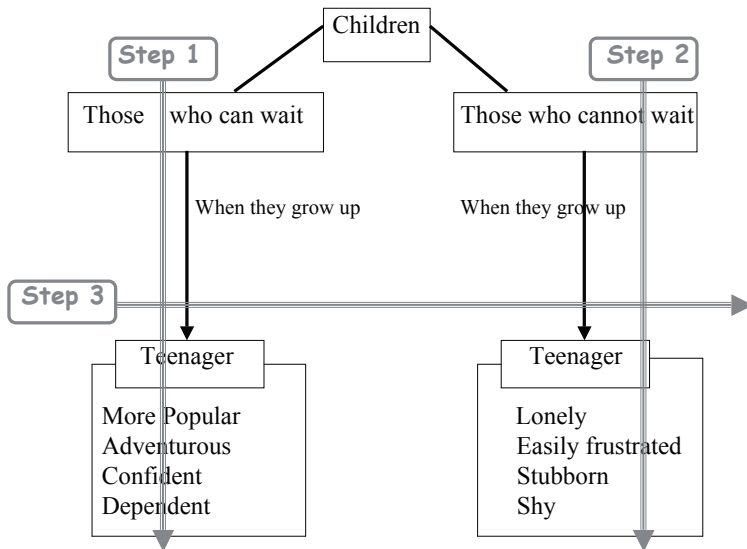 Children
Step 1
Step 2
Those who can wait
Those who cannot wait
When they grow up
When they grow up
Step 3
Teenager
Teenager
More Popular
Adventurous
Confident
Dependent
Lonely
Easily frustrated
Stubborn
Shy